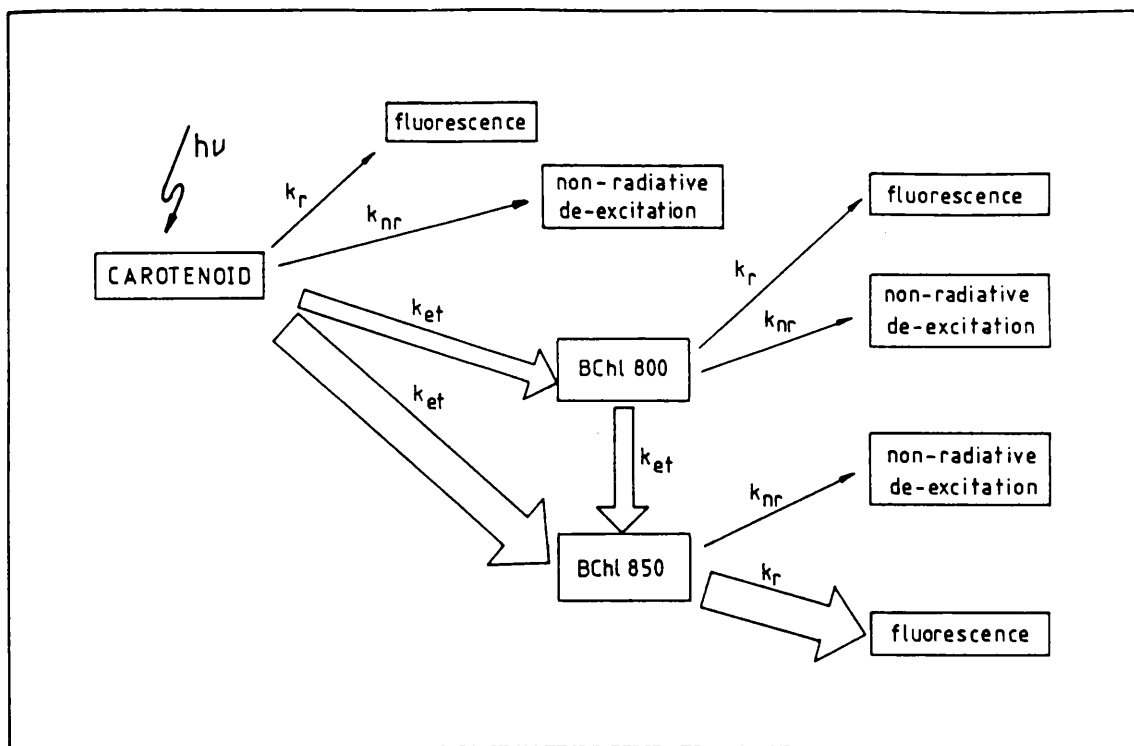 hν
fluorescence
k_r
non-radiative
de-excitation
k_nr
CAROTENOID
fluorescence
k_r
non-radiative
de-excitation
k_et
k_nr
BChl 800
k_et
non-radiative
de-excitation
k_et
k_nr
BChl 850
k_r
fluorescence